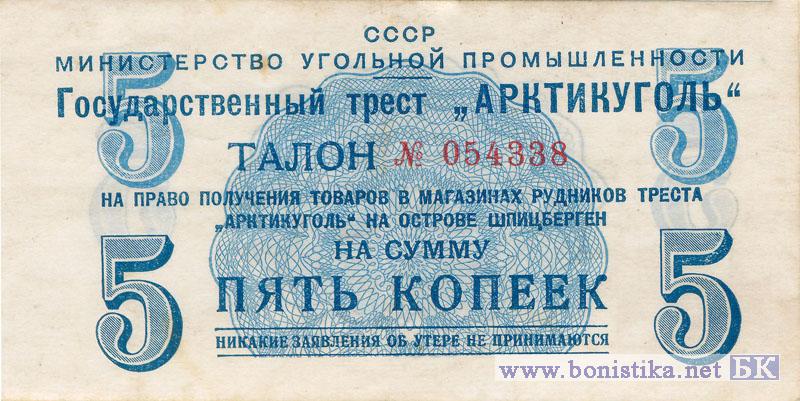 СССР
МИНИСТЕРСТВО УГОЛЬНОЙ ПРОМЫШЛЕННОСТИ
Государственный трест „АРКТИКУГОЛЬ“
5 5
ТАЛОН № 054338
НА ПРАВО ПОЛУЧЕНИЯ ТОВАРОВ В МАГАЗИНАХ РУДНИКОВ ТРЕСТА
„АРКТИКУГОЛЬ“ НА ОСТРОВЕ ШПИЦБЕРГЕН
НА СУММУ
5 ПЯТЬ КОПЕЕК 5
НИКАКИЕ ЗАЯВЛЕНИЯ ОБ УТЕРЕ НЕ ПРИНИМАЮТСЯ
www.bonistika.net БК